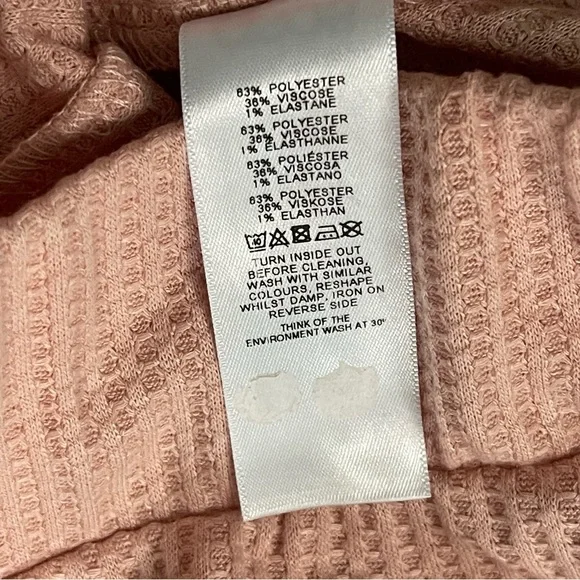 63% POLYESTER
36% VISCOSE
1% ELASTANE
63% POLYESTER
36% VISCOSE
1% ELASTHANNE
63% POLIÉSTER
36% VISCOSA
1% ELASTANO
63% POLYESTER
36% VISKOSE
1% ELASTHAN
40
TURN INSIDE OUT
BEFORE CLEANING,
WASH WITH SIMILAR
COLOURS, RESHAPE
WHILST DAMP, IRON ON
REVERSE SIDE
THINK OF THE
ENVIRONMENT WASH AT 30°